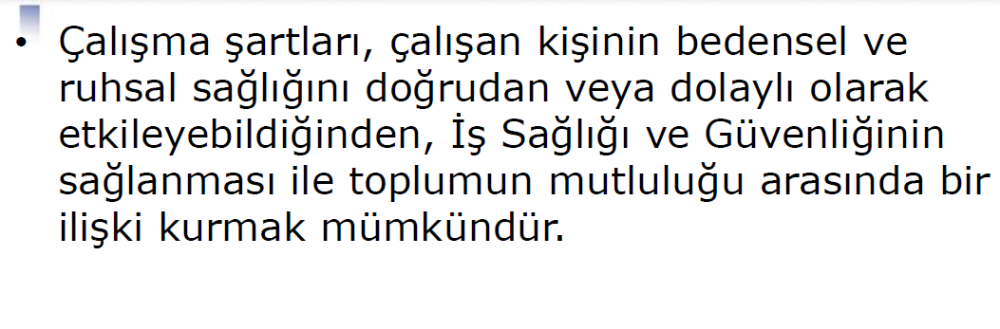 • Çalışma şartları, çalışan kişinin bedensel ve
ruhsal sağlığını doğrudan veya dolaylı olarak
etkileyebildiğinden, İş Sağlığı ve Güvenliğinin
sağlanması ile toplumun mutluluğu arasında bir
ilişki kurmak mümkündür.